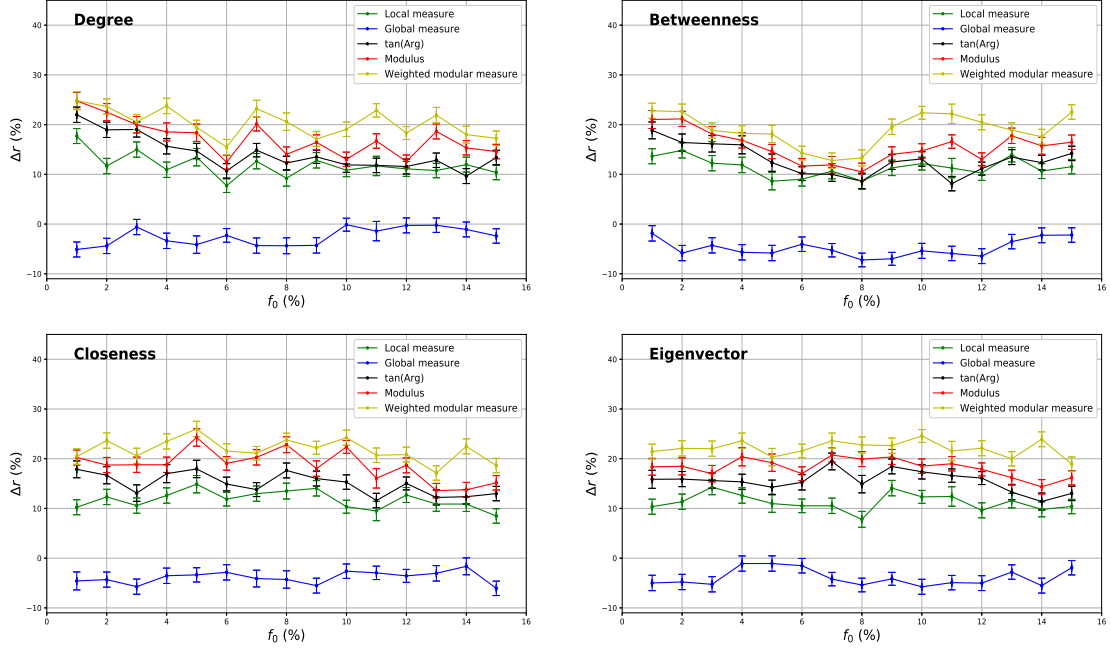 Degree
Local measure
Global measure
tan(Arg)
Modulus
Weighted modular measure
40
30
20
10
0
−10
Δr (%)
0 2 4 6 8 10 12 14 16
f0 (%)
Betweenness
Local measure
Global measure
tan(Arg)
Modulus
Weighted modular measure
40
30
20
10
0
−10
Δr (%)
0 2 4 6 8 10 12 14 16
f0 (%)
Closeness
Local measure
Global measure
tan(Arg)
Modulus
Weighted modular measure
40
30
20
10
0
−10
Δr (%)
0 2 4 6 8 10 12 14 16
f0 (%)
Eigenvector
Local measure
Global measure
tan(Arg)
Modulus
Weighted modular measure
40
30
20
10
0
−10
Δr (%)
0 2 4 6 8 10 12 14 16
f0 (%)